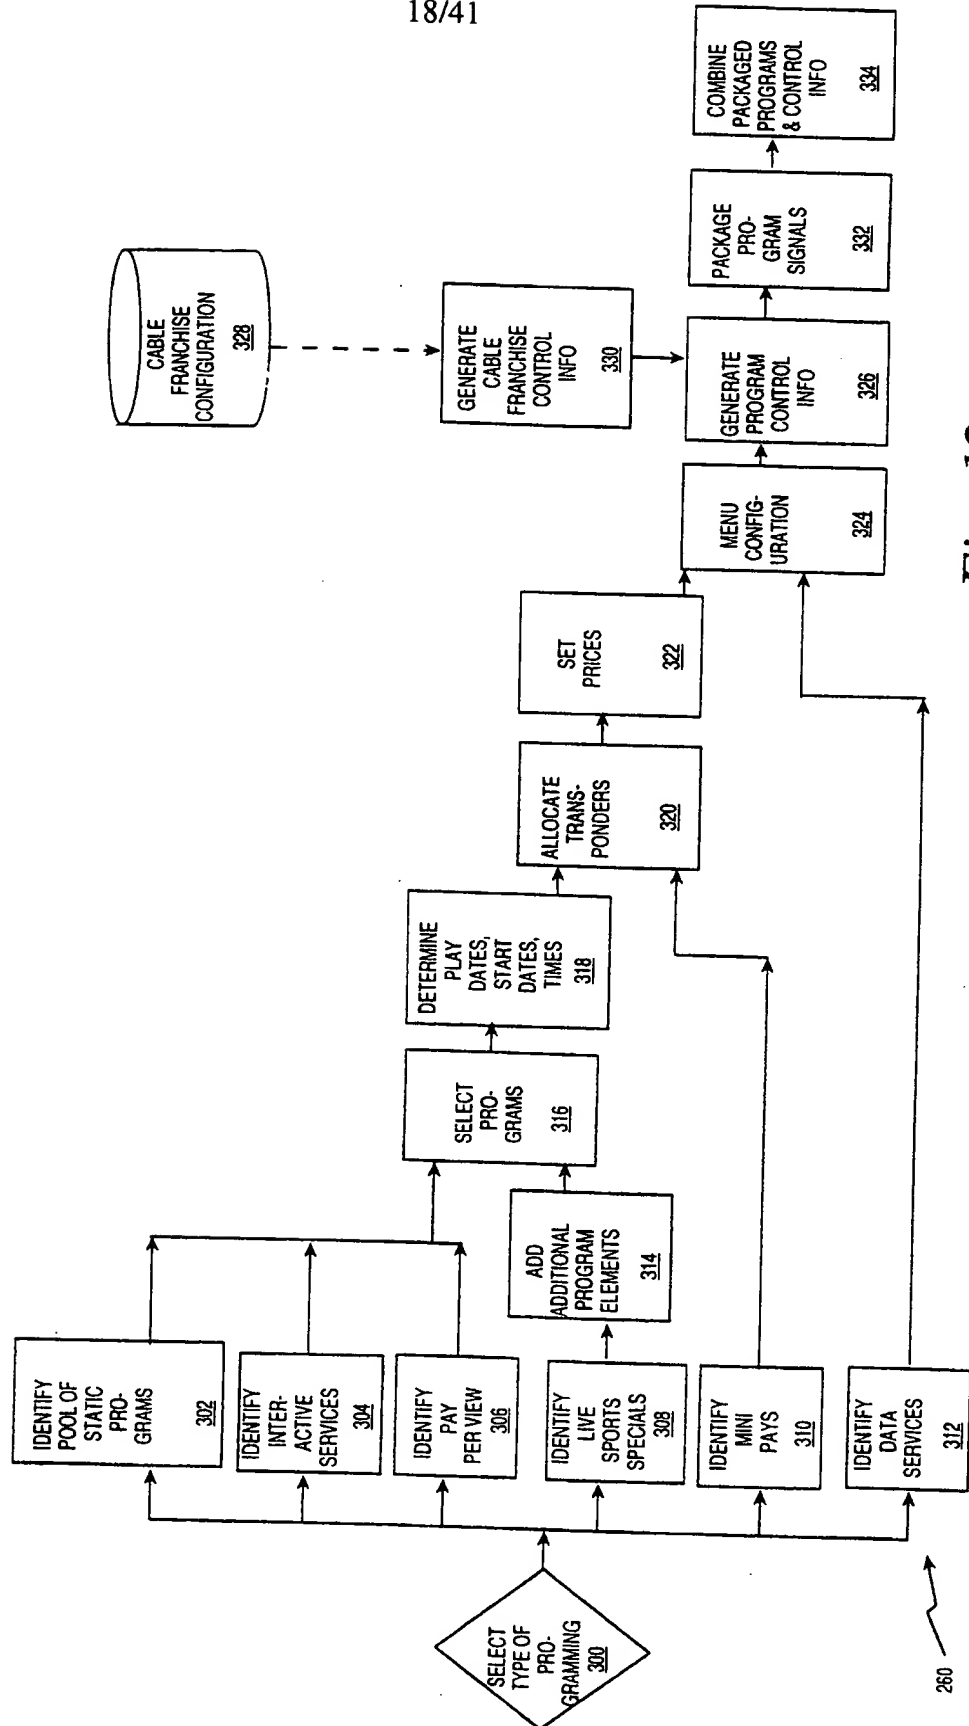 18/41
SELECT
TYPE OF
PRO-
GRAMMING
300
IDENTIFY
POOL OF
STATIC
PRO-
GRAMS
302
IDENTIFY
INTER-
ACTIVE
SERVICES
304
IDENTIFY
PAY
PER VIEW
306
IDENTIFY
LIVE
SPORTS
SPECIALS
308
IDENTIFY
MINI
PAYS
310
IDENTIFY
DATA
SERVICES
312
ADD
ADDITIONAL
PROGRAM
ELEMENTS
314
SELECT
PRO-
GRAMS
316
DETERMINE
PLAY
DATES,
START
DATES,
TIMES
318
ALLOCATE
TRANS-
PONDERS
320
SET
PRICES
322
MENU
CONFIG-
URATION
324
CABLE
FRANCHISE
CONFIGURATION
328
GENERATE
CABLE
FRANCHISE
CONTROL
INFO
330
GENERATE
PROGRAM
CONTROL
INFO
326
PACKAGE
PRO-
GRAM
SIGNALS
332
COMBINE
PACKAGED
PROGRAMS
& CONTROL
INFO
334
260